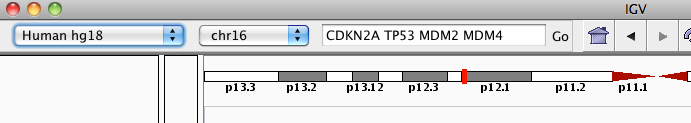 IGV
Human hg18 chr16 CDKN2A TP53 MDM2 MDM4 Go
p13.3 p13.2 p13.12 p12.3 p12.1 p11.2 p11.1